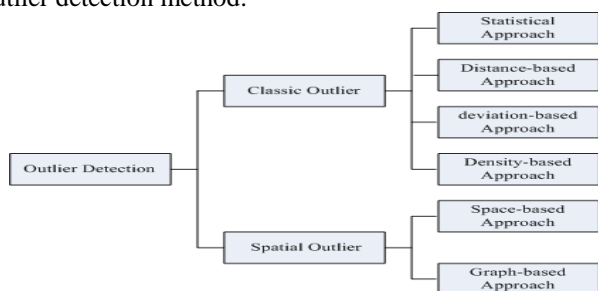 outlier detection method.
Statistical
Approach
Distance-based
Approach
Classic Outlier
deviation-based
Approach
Outlier Detection
Density-based
Approach
Space-based
Approach
Spatial Outlier
Graph-based
Approach